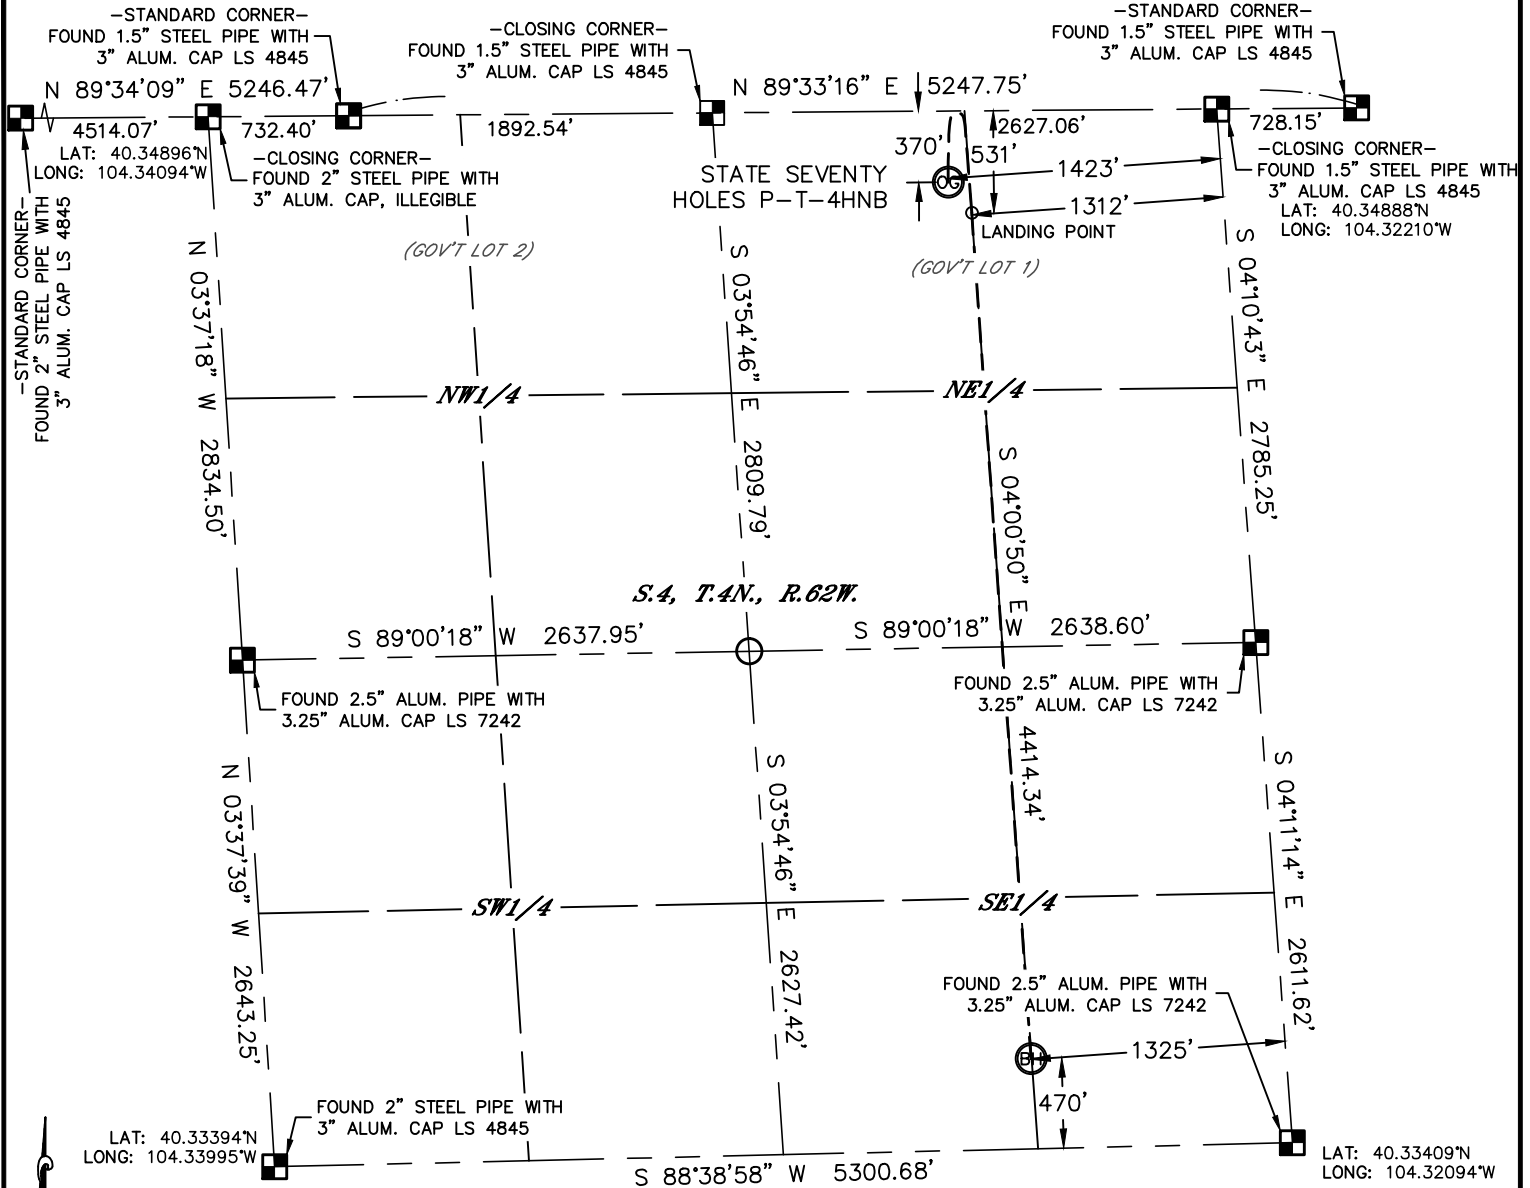 -STANDARD CORNER-
FOUND 1.5" STEEL PIPE WITH
3" ALUM. CAP LS 4845
-CLOSING CORNER-
FOUND 1.5" STEEL PIPE WITH
3" ALUM. CAP LS 4845
-STANDARD CORNER-
FOUND 1.5" STEEL PIPE WITH
3" ALUM. CAP LS 4845
N 89°34'09" E 5246.47'
N 89°33'16" E 5247.75'
4514.07'
732.40'
1892.54'
2627.06'
728.15'
LAT: 40.34896°N
LONG: 104.34094°W
-CLOSING CORNER-
FOUND 2" STEEL PIPE WITH
3" ALUM. CAP, ILLEGIBLE
370'
531'
1423'
1312'
STATE SEVENTY
HOLES P-T-4HNB
OG
LANDING POINT
-CLOSING CORNER-
FOUND 1.5" STEEL PIPE WITH
3" ALUM. CAP LS 4845
LAT: 40.34888°N
LONG: 104.32210°W
-STANDARD CORNER-
FOUND 2" STEEL PIPE WITH
3" ALUM. CAP LS 4845
(GOV'T LOT 2)
(GOV'T LOT 1)
N 03°37'18" W 2834.50'
S 03°54'46" E 2809.79'
S 04°10'43" E 2785.25'
NW1/4
NE1/4
S 04°00'50" E
4414.34'
S.4, T.4N., R.62W.
S 89°00'18" W 2637.95'
S 89°00'18" W 2638.60'
FOUND 2.5" ALUM. PIPE WITH
3.25" ALUM. CAP LS 7242
FOUND 2.5" ALUM. PIPE WITH
3.25" ALUM. CAP LS 7242
N 03°37'39" W 2643.25'
S 03°54'46" E 2627.42'
S 04°11'14" E 2611.62'
SW1/4
SE1/4
FOUND 2.5" ALUM. PIPE WITH
3.25" ALUM. CAP LS 7242
BH
1325'
470'
FOUND 2" STEEL PIPE WITH
3" ALUM. CAP LS 4845
LAT: 40.33394°N
LONG: 104.33995°W
S 88°38'58" W 5300.68'
LAT: 40.33409°N
LONG: 104.32094°W